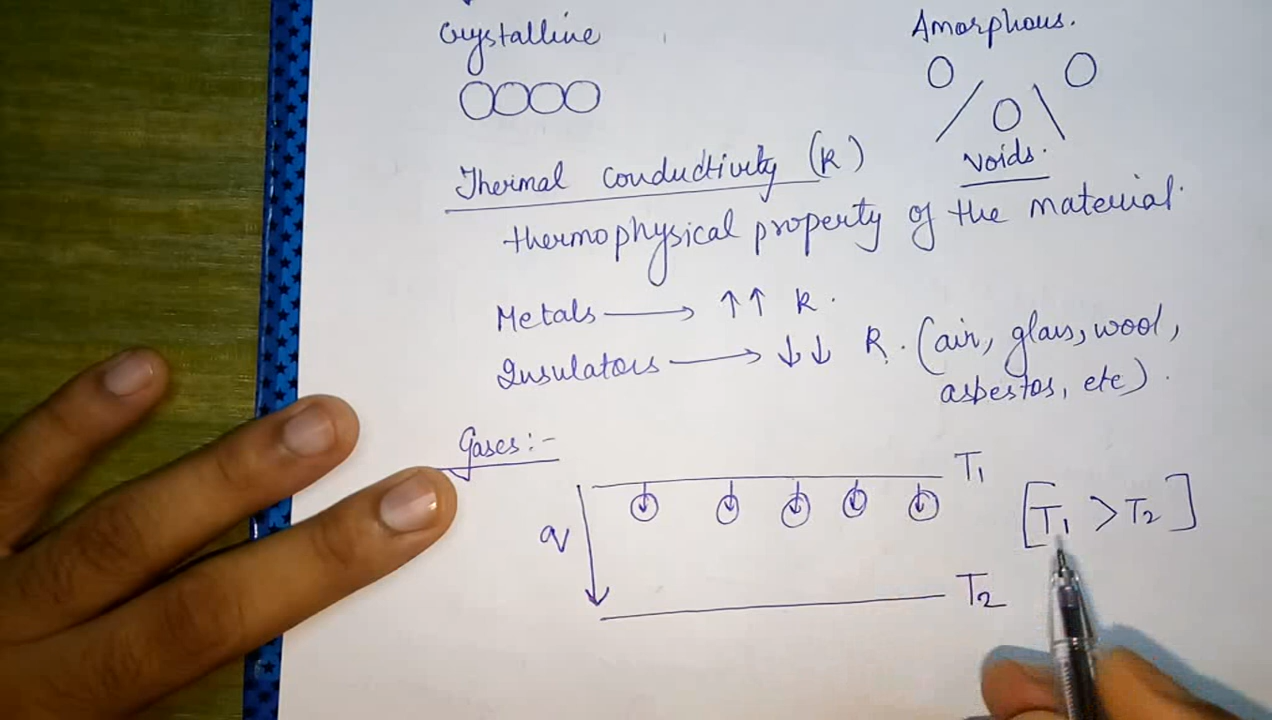 Crystalline
Amorphous.
Voids.
Thermal conductivity (k)
thermophysical property of the material.
Metals → ↑↑ k.
Insulators → ↓↓ k. (air, glass, wool,
asbestos, etc).
Gases:-
T1
q
[T1 > T2]
T2